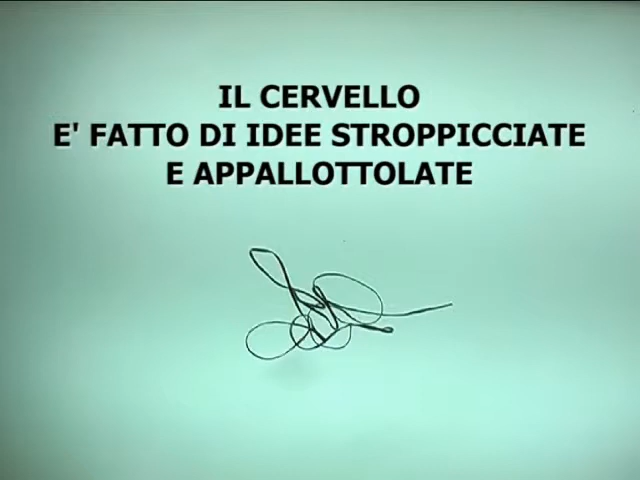 IL CERVELLO
E' FATTO DI IDEE STROPPICCIATE
E APPALLOTTOLATE